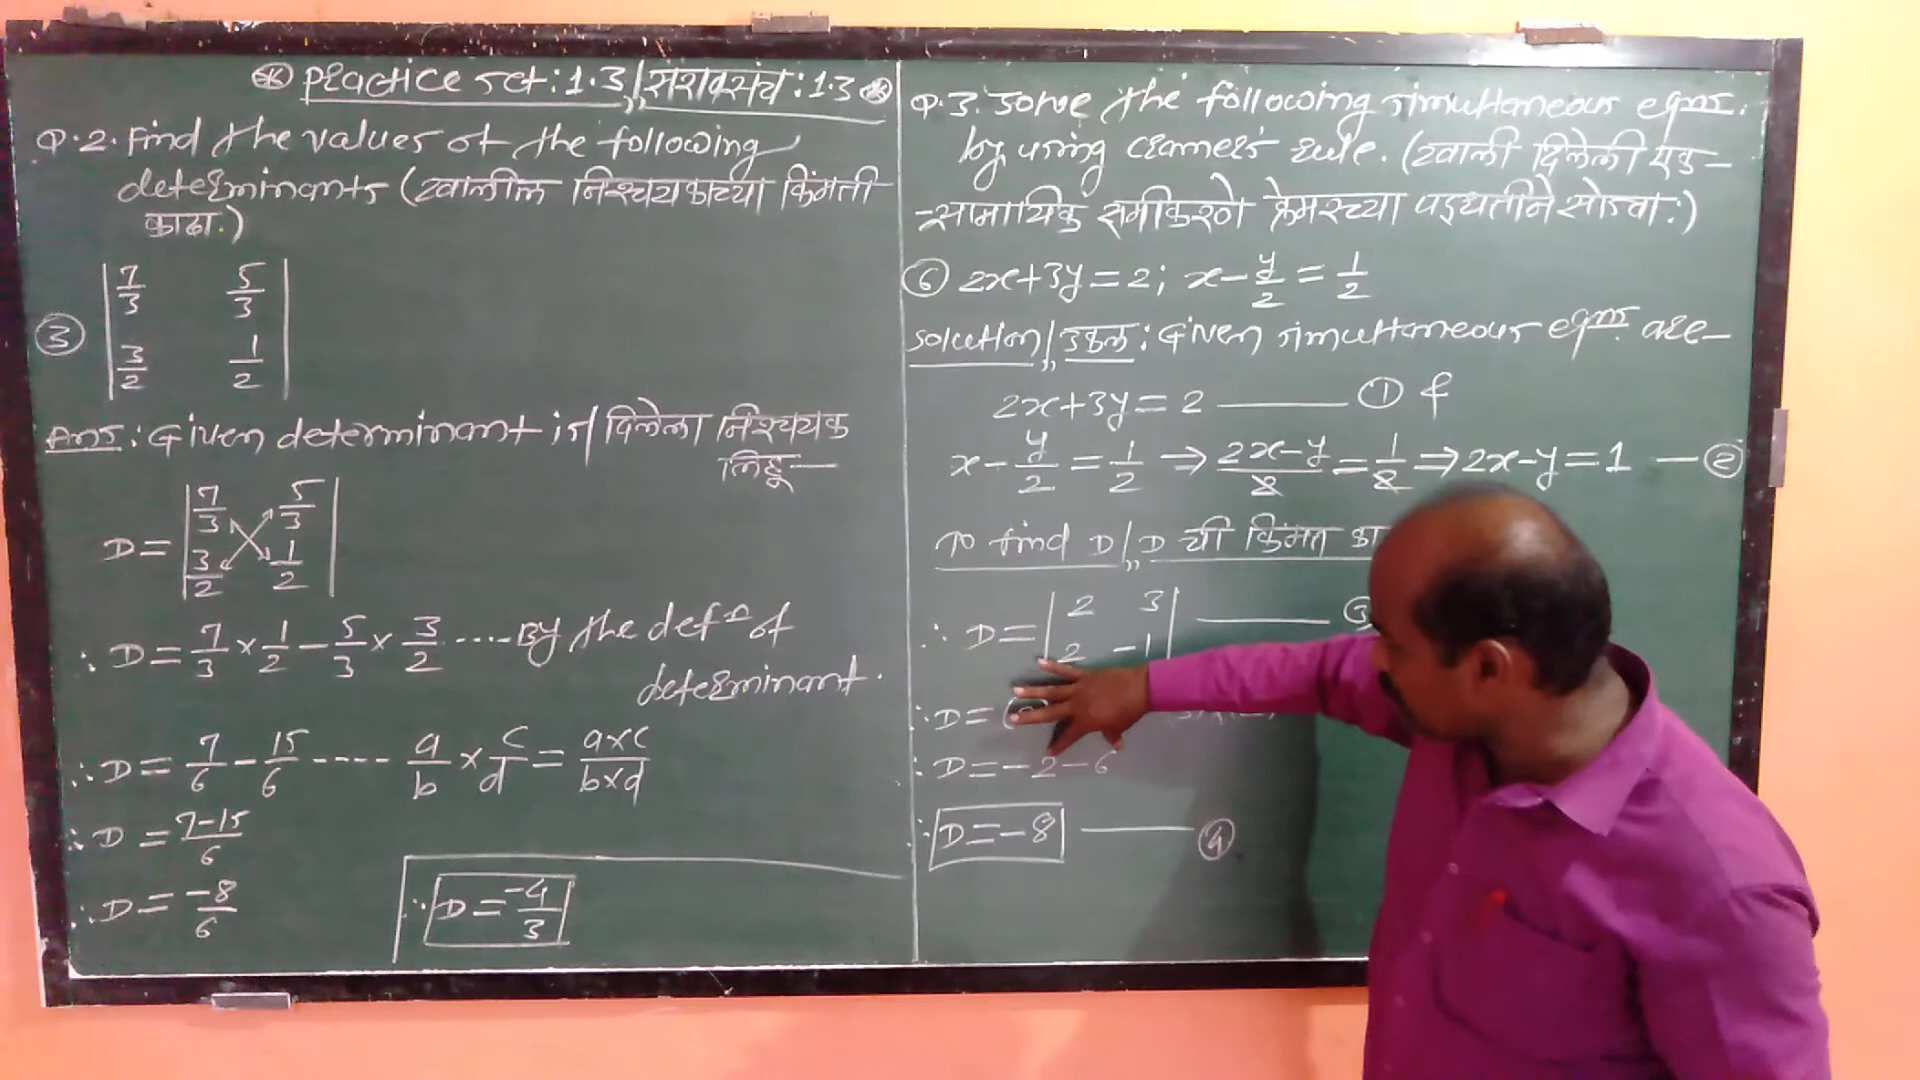 Practice set: 1.3 / सरावसंच : 1.3
Q.2. Find the values of the following
determinants (खालील निश्चयकाच्या किंमती
काढा.)
③ | 7/3 5/3 |
| 3/2 1/2 |
Ans: Given determinant is / दिलेला निश्चयक
लिहू —
D = | 7/3 5/3 |
| 3/2 1/2 |
∴ D = 7/3 × 1/2 − 5/3 × 3/2 ---- By the defⁿ of
determinant.
∴ D = 7/6 − 15/6 ---- a/b × c/d = a×c/b×d
∴ D = 7-15/6
∴ D = -8/6
∴ D = -4/3
Q.3. Solve the following simultaneous eqns.
by using cramer's rule. (खाली दिलेली एक-
-सामायिक समीकरणे क्रेमरच्या पद्धतीने सोडवा.)
⑥ 2x+3y=2; x-y/2 = 1/2
Solution / उकल : Given simultaneous eqns. are-
2x+3y=2 —— ① &
x - y/2 = 1/2 ⇒ 2x-y/2 = 1/2 ⇒ 2x-y=1 — ②
To find D / D ची किंमत का
∴ D = | 2 3 | —— ③
| 2 -1 |
∴ D =
∴ D = -2-6
∴ D = -8 —— ④